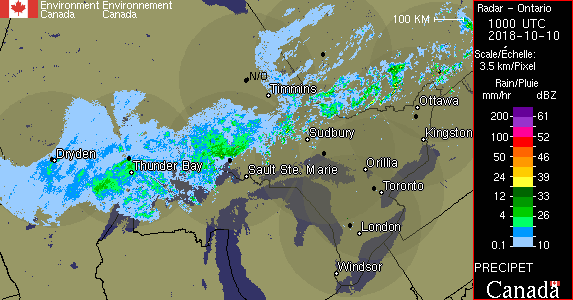 Environment Environnement
Canada Canada
100 KM
N/O
Timmins
Ottawa
Sudbury
Kingston
Dryden
Thunder Bay
Sault Ste. Marie
Orillia
Toronto
London
Windsor
Radar - Ontario
1000 UTC
2018-10-10
Scale/Échelle:
3.5 km/Pixel
Rain/Pluie
mm/hr dBZ
200 61
100 52
50 46
24 39
12 33
4 26
0.1 10
PRECIPET
Canada